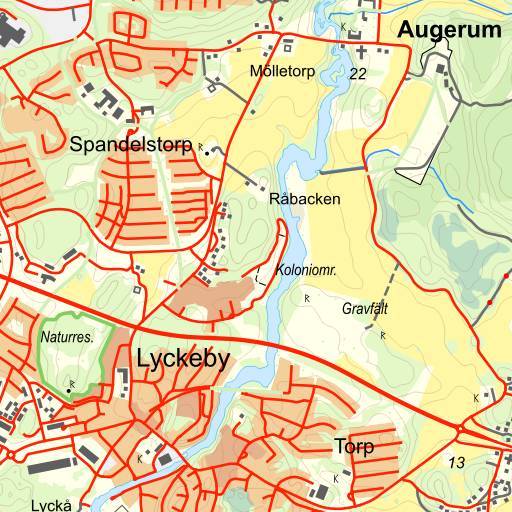 Augerum
Mölletorp
22
Spandelstorp
R
Råbacken
Koloniomr.
R
Gravfält
R
Naturres.
Lyckeby
R
Torp
R
13
R
Lyckå